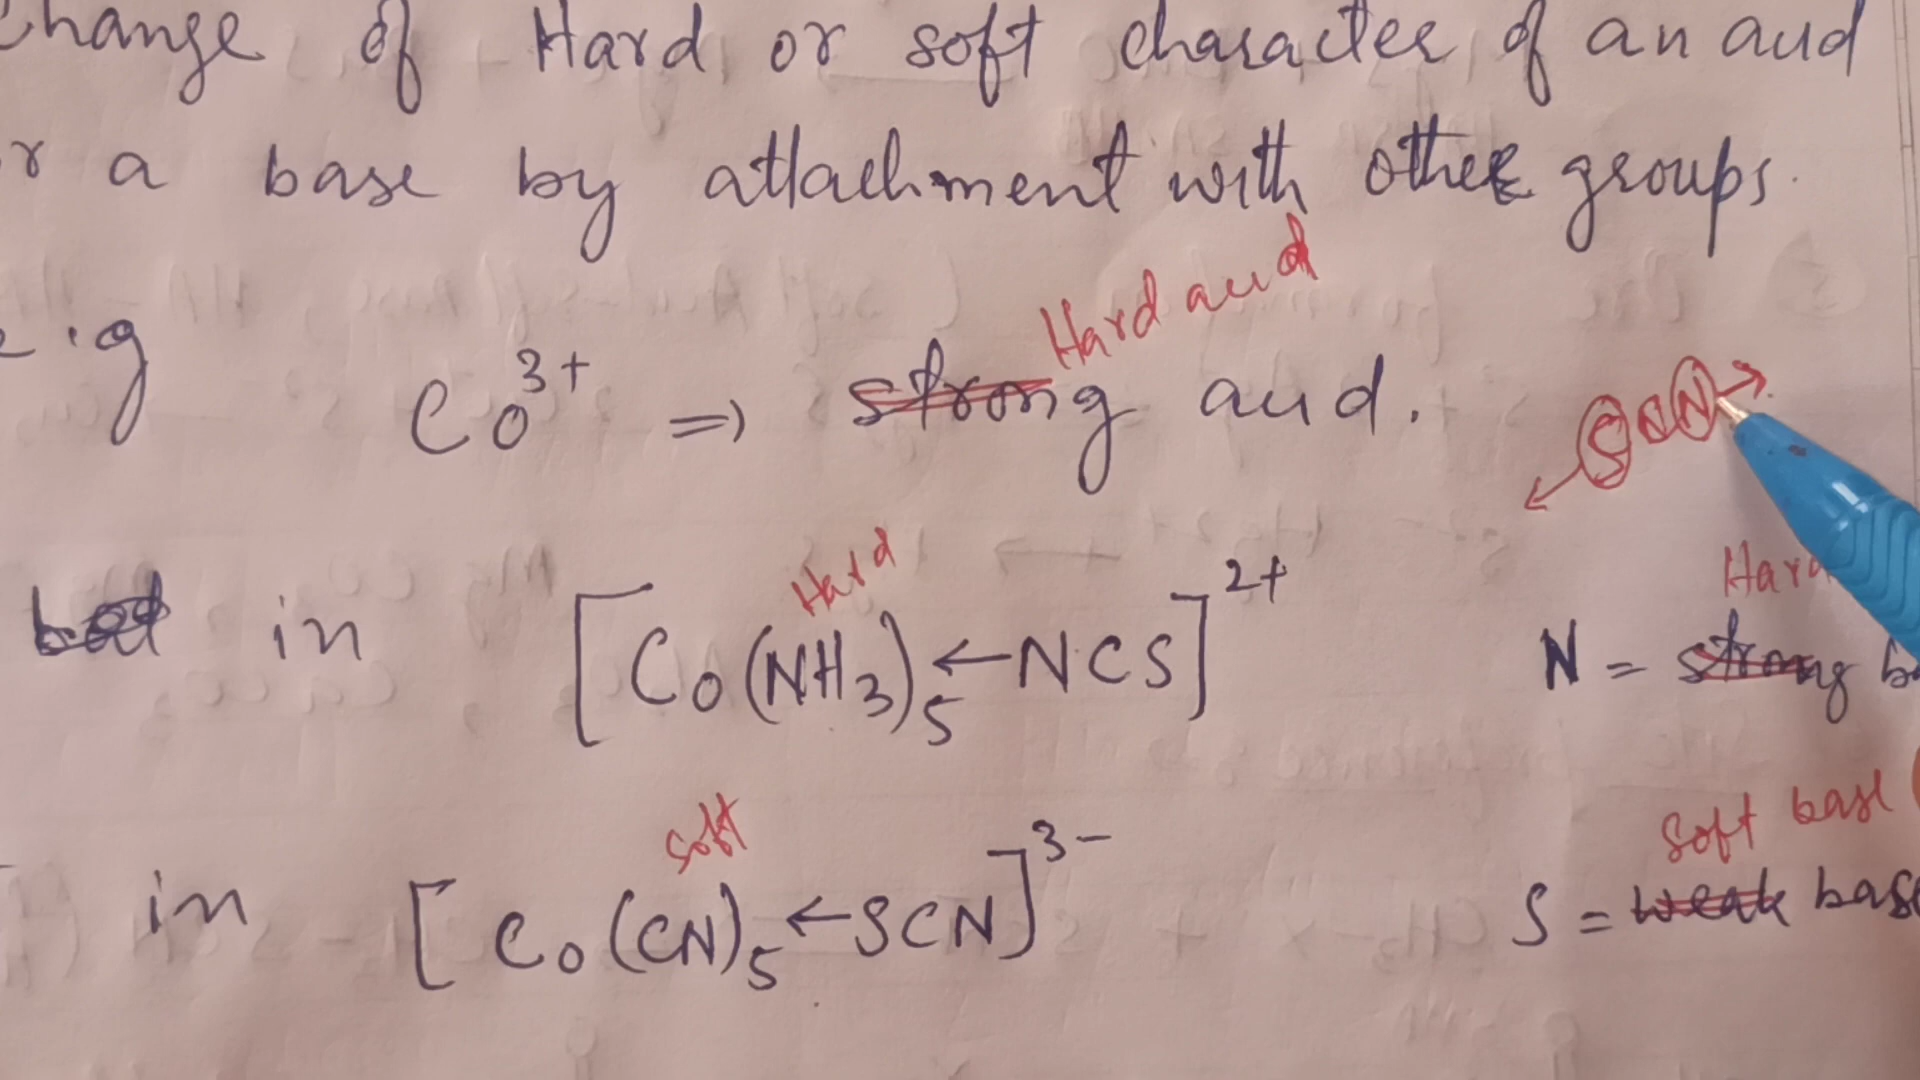 Change of Hard or soft character of an acid
or a base by attachment with other groups.
Hard acid
e.g Co³⁺ ⇒ strong acid.
SCN
Hard
Hard
in [Co(NH₃)₅←NCS]²⁺ N = strong
soft
Soft base
in [Co(CN)₅←SCN]³⁻ S = weak base